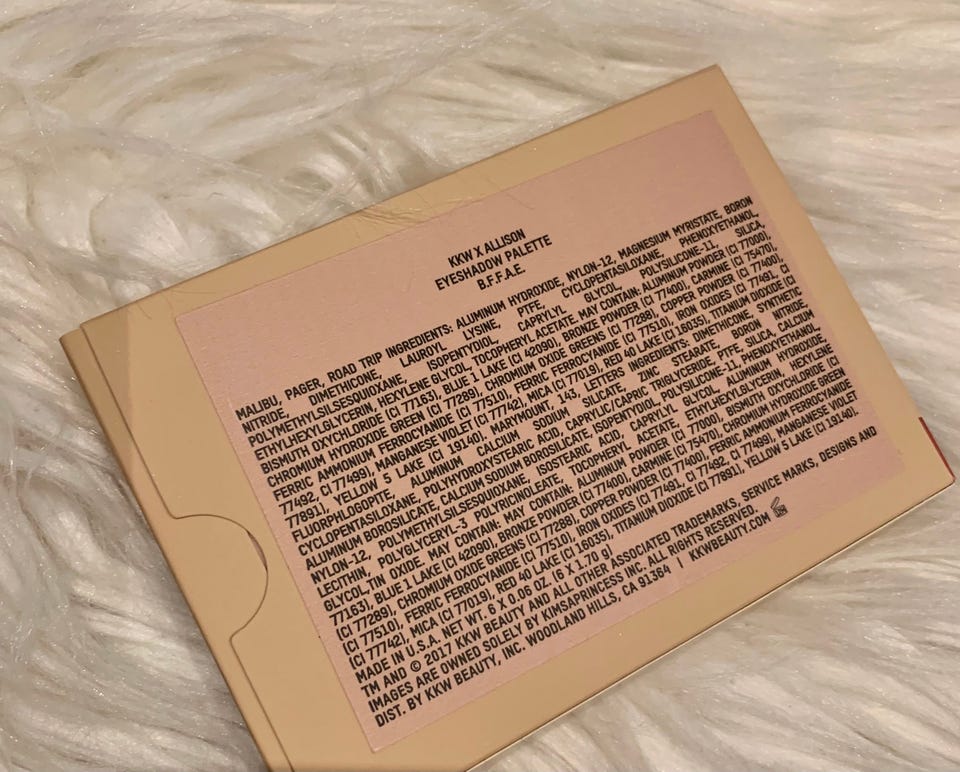 KKW X ALLISON
EYESHADOW PALETTE
B.F.F.A.E.
MALIBU, PAGER, ROAD TRIP INGREDIENTS: ALUMINUM HYDROXIDE, NYLON-12, MAGNESIUM MYRISTATE, BORON
NITRIDE, DIMETHICONE, LAUROYL LYSINE, PTFE, CYCLOPENTASILOXANE, PHENOXYETHANOL,
POLYMETHYLSILSESQUIOXANE, ISOPENTYDIOL, CAPRYLYL GLYCOL, POLYSILICONE-11, SILICA,
ETHYLHEXYLGLYCERIN, HEXYLENE GLYCOL, TOCOPHERYL ACETATE. MAY CONTAIN: ALUMINUM POWDER (CI 77000),
BISMUTH OXYCHLORIDE (CI 77163), BLUE 1 LAKE (CI 42090), BRONZE POWDER (CI 77400), CARMINE (CI 75470),
CHROMIUM HYDROXIDE GREEN (CI 77289), CHROMIUM OXIDE GREENS (CI 77288), COPPER POWDER (CI 77400),
FERRIC AMMONIUM FERROCYANIDE (CI 77510), FERRIC FERROCYANIDE (CI 77510), IRON OXIDES (CI 77491, CI
77492, CI 77499), MANGANESE VIOLET (CI 77742), MICA (CI 77019), RED 40 LAKE (CI 16035), TITANIUM DIOXIDE (CI
77891), YELLOW 5 LAKE (CI 19140). MARYMOUNT, 143, LETTERS INGREDIENTS: DIMETHICONE, SYNTHETIC
FLUORPHLOGOPITE, ALUMINUM CALCIUM SODIUM SILICATE, ZINC STEARATE, BORON NITRIDE,
CYCLOPENTASILOXANE, POLYHYDROXYSTEARIC ACID, CAPRYLIC/CAPRIC TRIGLYCERIDE, PTFE, SILICA, CALCIUM
ALUMINUM BOROSILICATE, CALCIUM SODIUM BOROSILICATE, ISOPENTYDIOL, POLYSILICONE-11, PHENOXYETHANOL,
NYLON-12, POLYMETHYLSILSESQUIOXANE, ISOSTEARIC ACID, CAPRYLYL GLYCOL, ALUMINUM HYDROXIDE,
LECITHIN, POLYGLYCERYL-3 POLYRICINOLEATE, TOCOPHERYL ACETATE, ETHYLHEXYLGLYCERIN, HEXYLENE
GLYCOL, TIN OXIDE. MAY CONTAIN: ALUMINUM POWDER (CI 77000), BISMUTH OXYCHLORIDE (CI
77163), BLUE 1 LAKE (CI 42090), BRONZE POWDER (CI 77400), CARMINE (CI 75470), CHROMIUM HYDROXIDE GREEN
(CI 77289), CHROMIUM OXIDE GREENS (CI 77288), COPPER POWDER (CI 77400), FERRIC AMMONIUM FERROCYANIDE
(CI 77510), FERRIC FERROCYANIDE (CI 77510), IRON OXIDES (CI 77491, CI 77492, CI 77499), MANGANESE VIOLET
(CI 77742), MICA (CI 77019), RED 40 LAKE (CI 16035), TITANIUM DIOXIDE (CI 77891), YELLOW 5 LAKE (CI 19140).
MADE IN U.S.A. NET WT. 6 X 0.06 OZ. (6 X 1.70 g)
TM AND © 2017 KKW BEAUTY AND ALL OTHER ASSOCIATED TRADEMARKS, SERVICE MARKS, DESIGNS AND
IMAGES ARE OWNED SOLELY BY KIMSAPRINCESS INC. ALL RIGHTS RESERVED.
DIST. BY KKW BEAUTY, INC. WOODLAND HILLS, CA 91364 | KKWBEAUTY.COM